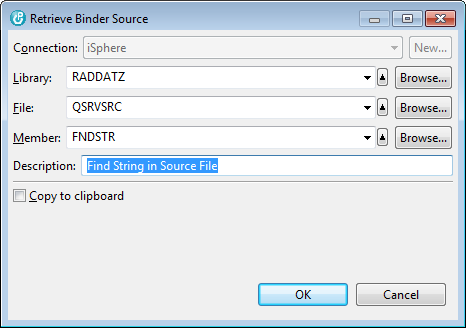 Retrieve Binder Source
Connection: iSphere New...
Library: RADDATZ Browse...
File: QSRVSRC Browse...
Member: FNDSTR Browse...
Description: Find String in Source File
Copy to clipboard
OK Cancel